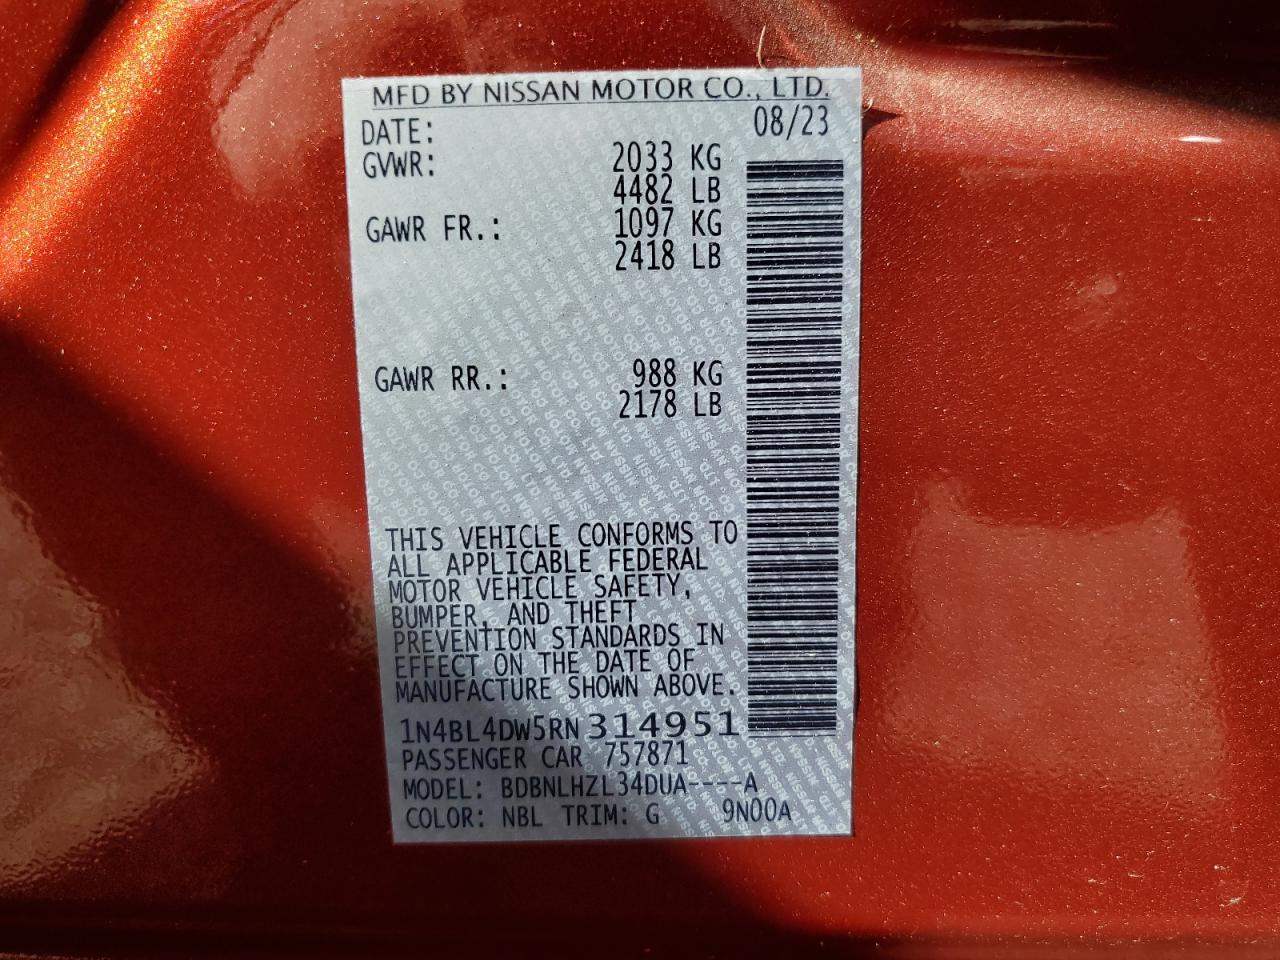 MFD BY NISSAN MOTOR CO., LTD.
DATE: 08/23
GVWR: 2033 KG
4482 LB
GAWR FR.: 1097 KG
2418 LB
GAWR RR.: 988 KG
2178 LB
THIS VEHICLE CONFORMS TO
ALL APPLICABLE FEDERAL
MOTOR VEHICLE SAFETY,
BUMPER, AND THEFT
PREVENTION STANDARDS IN
EFFECT ON THE DATE OF
MANUFACTURE SHOWN ABOVE.
1N4BL4DW5RN314951
PASSENGER CAR 757871
MODEL: BDBNLHZL34DUA----A
COLOR: NBL TRIM: G 9N00A